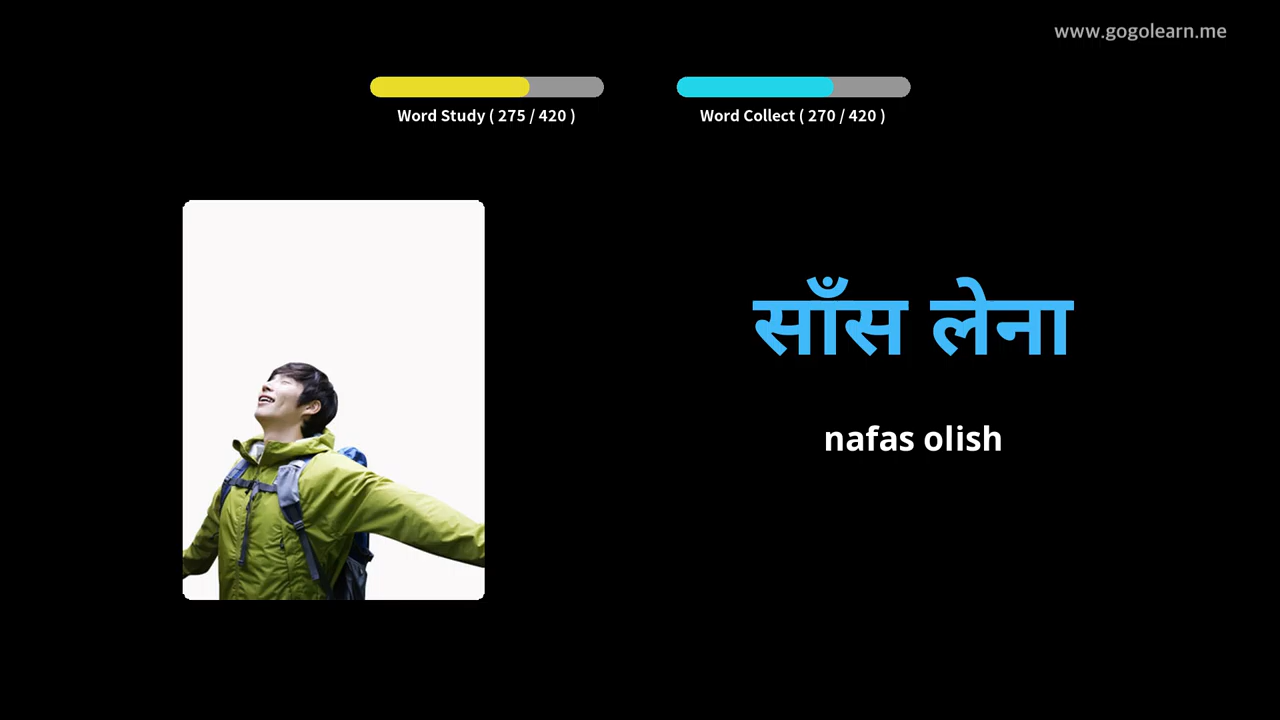 www.gogolearn.me
Word Study ( 275 / 420 )
Word Collect ( 270 / 420 )
साँस लेना
nafas olish